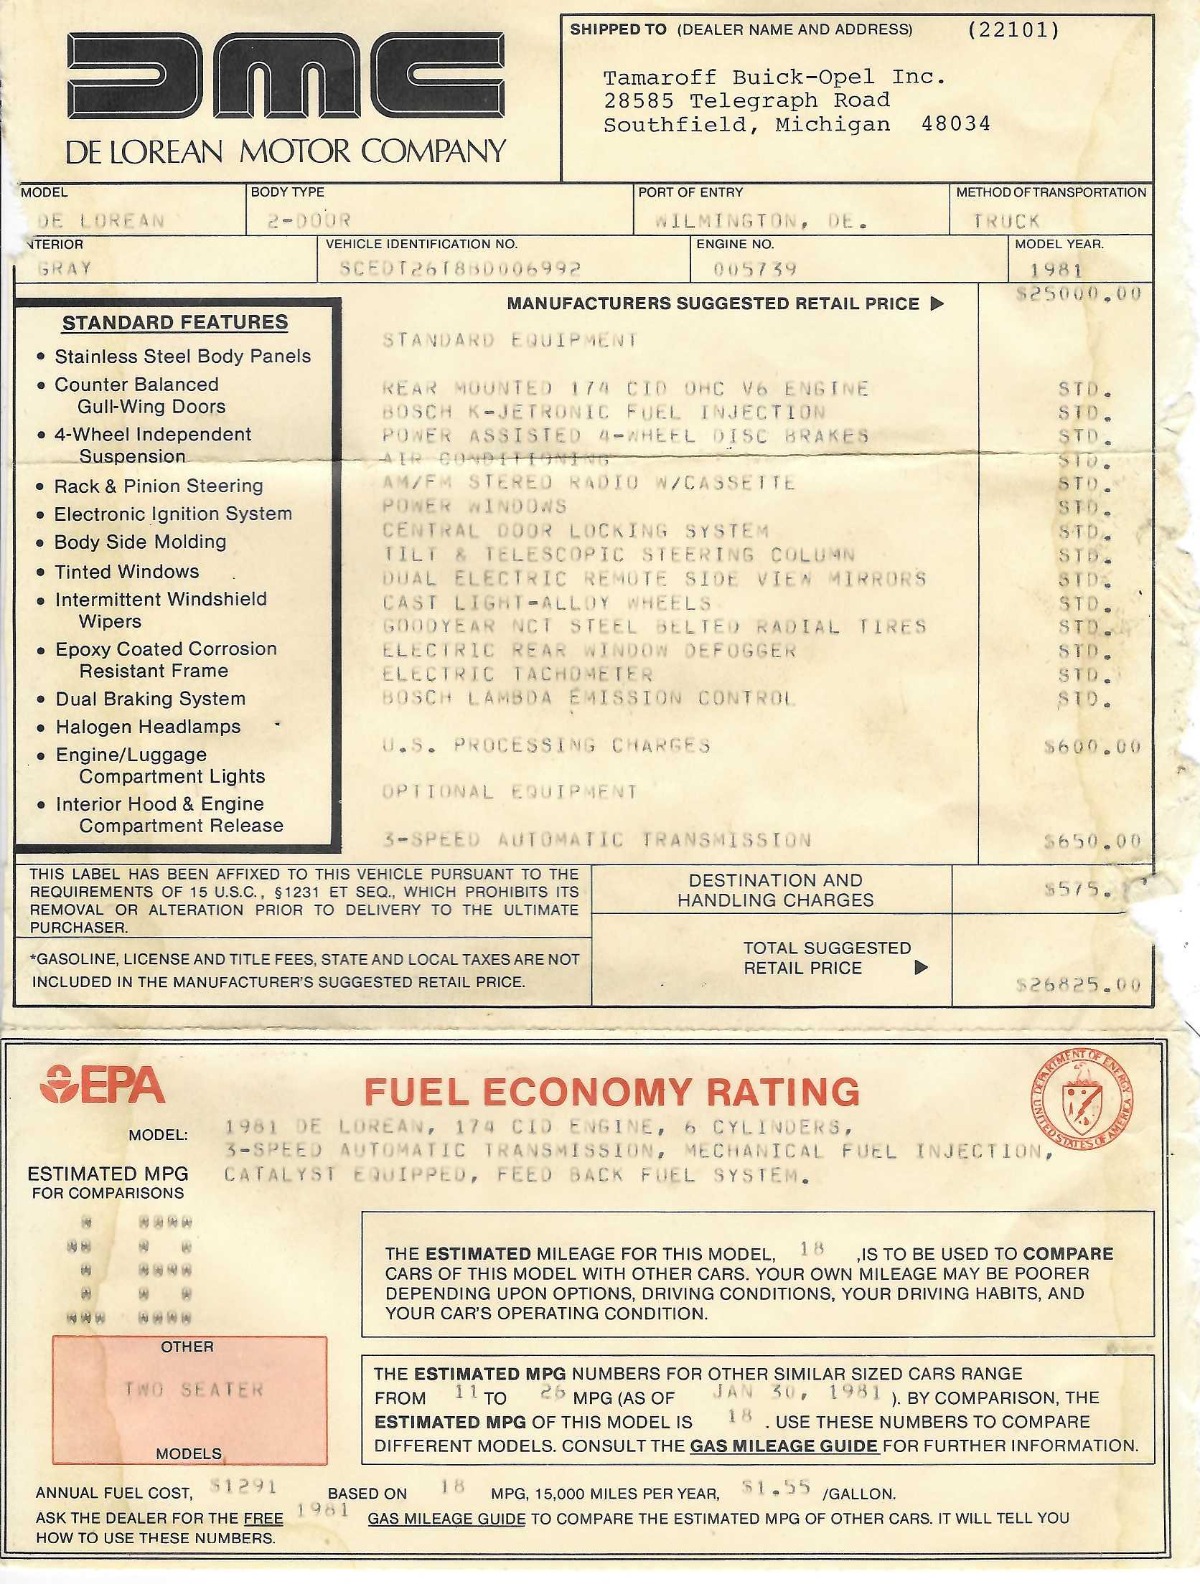 DMC
DE LOREAN MOTOR COMPANY
SHIPPED TO (DEALER NAME AND ADDRESS) (22101)
Tamaroff Buick-Opel Inc.
28585 Telegraph Road
Southfield, Michigan 48034
MODEL BODY TYPE PORT OF ENTRY METHOD OF TRANSPORTATION
DE LOREAN 2-DOOR WILMINGTON, DE. TRUCK
NTERIOR VEHICLE IDENTIFICATION NO. ENGINE NO. MODEL YEAR.
GRAY SCEDT26T8BD006992 005739 1981
MANUFACTURERS SUGGESTED RETAIL PRICE ▶ $25000.00
STANDARD FEATURES
• Stainless Steel Body Panels
• Counter Balanced
Gull-Wing Doors
• 4-Wheel Independent
Suspension
• Rack & Pinion Steering
• Electronic Ignition System
• Body Side Molding
• Tinted Windows
• Intermittent Windshield
Wipers
• Epoxy Coated Corrosion
Resistant Frame
• Dual Braking System
• Halogen Headlamps
• Engine/Luggage
Compartment Lights
• Interior Hood & Engine
Compartment Release
STANDARD EQUIPMENT
REAR MOUNTED 174 CID OHC V6 ENGINE STD.
BOSCH K-JETRONIC FUEL INJECTION STD.
POWER ASSISTED 4-WHEEL DISC BRAKES STD.
AIR CONDITIONING STD.
AM/FM STEREO RADIO W/CASSETTE STD.
POWER WINDOWS STD.
CENTRAL DOOR LOCKING SYSTEM STD.
TILT & TELESCOPIC STEERING COLUMN STD.
DUAL ELECTRIC REMOTE SIDE VIEW MIRRORS STD.
CAST LIGHT-ALLOY WHEELS STD.
GOODYEAR NCT STEEL BELTED RADIAL TIRES STD.
ELECTRIC REAR WINDOW DEFOGGER STD.
ELECTRIC TACHOMETER STD.
BOSCH LAMBDA EMISSION CONTROL STD.
U.S. PROCESSING CHARGES $600.00
OPTIONAL EQUIPMENT
3-SPEED AUTOMATIC TRANSMISSION $650.00
THIS LABEL HAS BEEN AFFIXED TO THIS VEHICLE PURSUANT TO THE
REQUIREMENTS OF 15 U.S.C., §1231 ET SEQ., WHICH PROHIBITS ITS
REMOVAL OR ALTERATION PRIOR TO DELIVERY TO THE ULTIMATE
PURCHASER.
DESTINATION AND
HANDLING CHARGES $575.
*GASOLINE, LICENSE AND TITLE FEES, STATE AND LOCAL TAXES ARE NOT
INCLUDED IN THE MANUFACTURER'S SUGGESTED RETAIL PRICE.
TOTAL SUGGESTED
RETAIL PRICE ▶ $26825.00
EPA FUEL ECONOMY RATING
DEPARTMENT OF ENERGY
UNITED STATES OF AMERICA
MODEL: 1981 DE LOREAN, 174 CID ENGINE, 6 CYLINDERS,
3-SPEED AUTOMATIC TRANSMISSION, MECHANICAL FUEL INJECTION,
CATALYST EQUIPPED, FEED BACK FUEL SYSTEM.
ESTIMATED MPG
FOR COMPARISONS
18
THE ESTIMATED MILEAGE FOR THIS MODEL, 18 ,IS TO BE USED TO COMPARE
CARS OF THIS MODEL WITH OTHER CARS. YOUR OWN MILEAGE MAY BE POORER
DEPENDING UPON OPTIONS, DRIVING CONDITIONS, YOUR DRIVING HABITS, AND
YOUR CAR'S OPERATING CONDITION.
OTHER
TWO SEATER
MODELS
THE ESTIMATED MPG NUMBERS FOR OTHER SIMILAR SIZED CARS RANGE
FROM 11 TO 26 MPG (AS OF JAN 30, 1981 ). BY COMPARISON, THE
ESTIMATED MPG OF THIS MODEL IS 18 . USE THESE NUMBERS TO COMPARE
DIFFERENT MODELS. CONSULT THE GAS MILEAGE GUIDE FOR FURTHER INFORMATION.
ANNUAL FUEL COST, $1291 BASED ON 18 MPG, 15,000 MILES PER YEAR, $1.55 /GALLON.
ASK THE DEALER FOR THE FREE 1981 GAS MILEAGE GUIDE TO COMPARE THE ESTIMATED MPG OF OTHER CARS. IT WILL TELL YOU
HOW TO USE THESE NUMBERS.